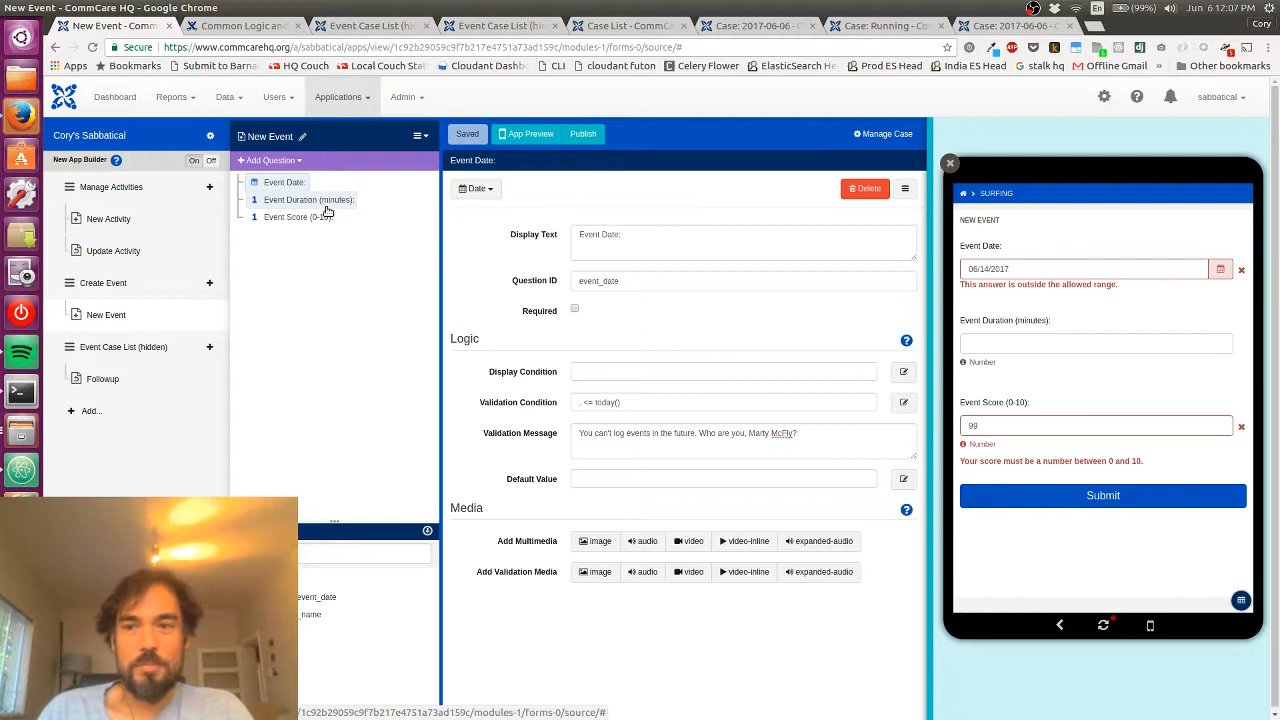 New Event - CommCare HQ - Google Chrome
En (99%) Jun 6, 12:07AM
New Event - CommCare
Common Logic and
Event Case List (hi
Event Case List (hi
Case List - CommC
Case: 2017-06-06 -
Case: Running - Co
Case: 2017-06-06 -
Cory
Secure https://www.commcarehq.org/a/sabbatical/apps/view/1c92b29059c9f7b217e4751a73ad159c/modules-1/forms-0/source/#
Apps Bookmarks Submit to Barna HQ Couch Local Couch Stat Cloudant Dashb CLI cloudant futon Celery Flower ElasticSearch Prod ES Head India ES Head stalk hq Offline Gmail Other bookmarks
Dashboard Reports Data Users Applications Admin sabbatical
Cory's Sabbatical
New App Builder On Off
Manage Activities
New Activity
Update Activity
Create Event
New Event
Event Case List (hidden)
Followup
Add...
New Event
Add Question
Event Date:
1 Event Duration (minutes):
1 Event Score (0-10):
event_date
_name
Saved App Preview Publish Manage Case
Event Date:
Date Delete
Display Text Event Date:
Question ID event_date
Required
Logic
Display Condition
Validation Condition . <= today()
Validation Message You can't log events in the future. Who are you, Marty McFly?
Default Value
Media
Add Multimedia image audio video video-inline expanded-audio
Add Validation Media image audio video video-inline expanded-audio
SURFING
NEW EVENT
Event Date:
06/14/2017
This answer is outside the allowed range.
Event Duration (minutes):
Number
Event Score (0-10):
99
Number
Your score must be a number between 0 and 10.
Submit
/1c92b29059c9f7b217e4751a73ad159c/modules-1/forms-0/source/#